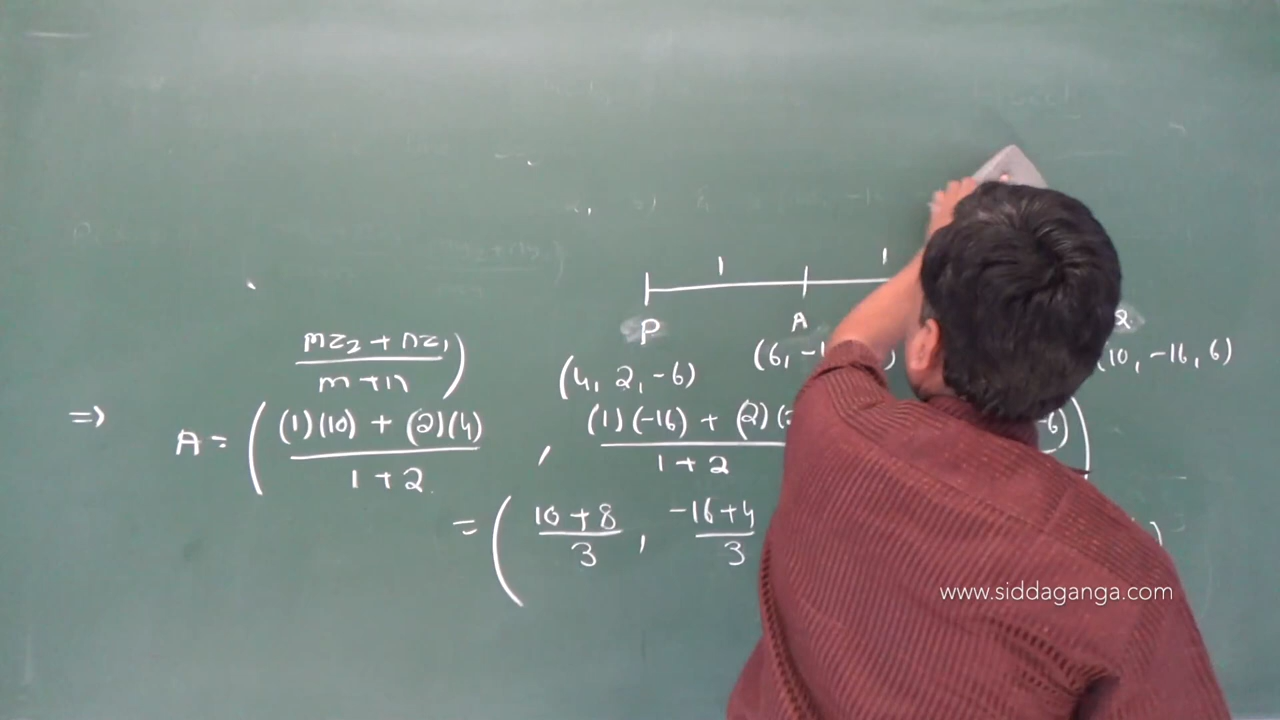 1 1
P A Q
mz₂ + nz₁ / m + n )
(4, 2, -6) (6, -1 ) (10, -16, 6)
⇒ A = ( (1)(10) + (2)(4) / 1 + 2 , (1)(-16) + (2)( / 1 + 2 -6) )
= ( 10 + 8 / 3 , -16 + 4 / 3 )
www.siddaganga.com